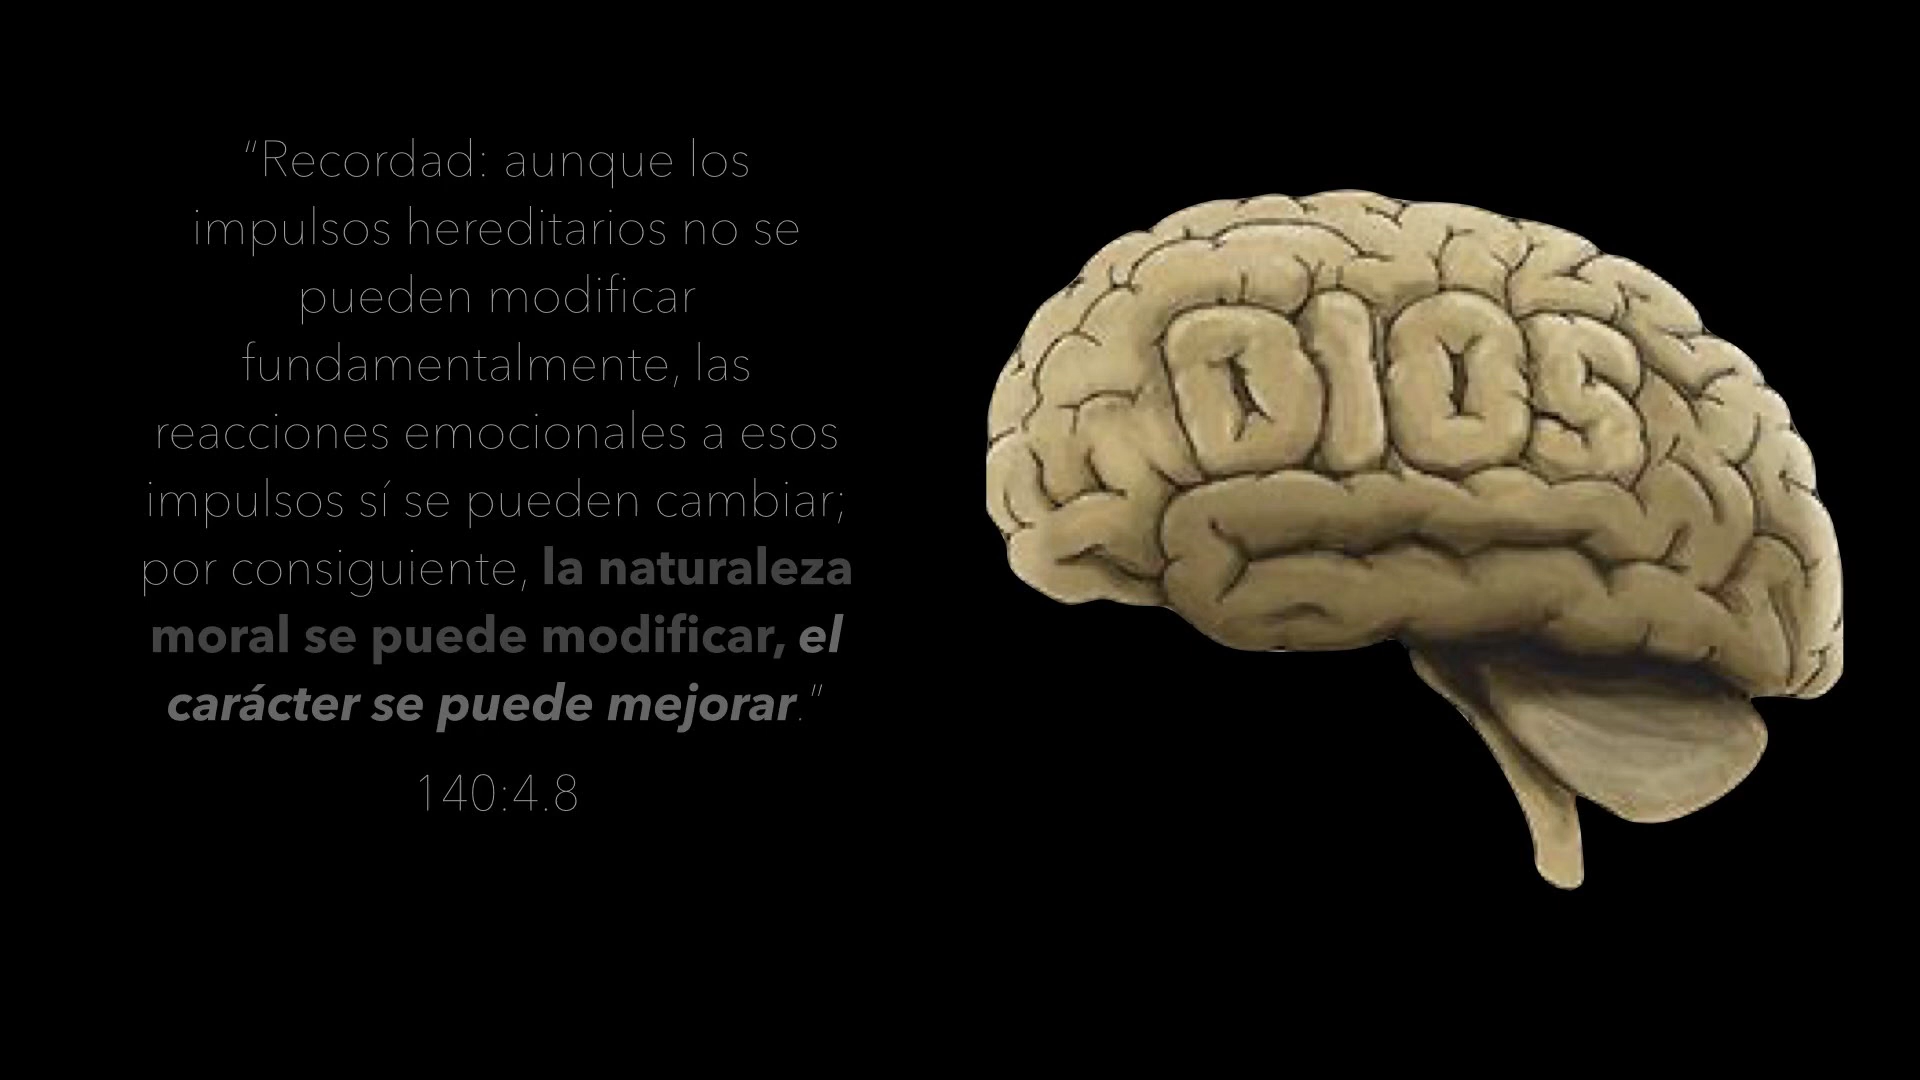 “Recordad: aunque los
impulsos hereditarios no se
pueden modificar
fundamentalmente, las
reacciones emocionales a esos
impulsos sí se pueden cambiar;
por consiguiente, la naturaleza
moral se puede modificar, el
carácter se puede mejorar.”
140:4.8
DIOS